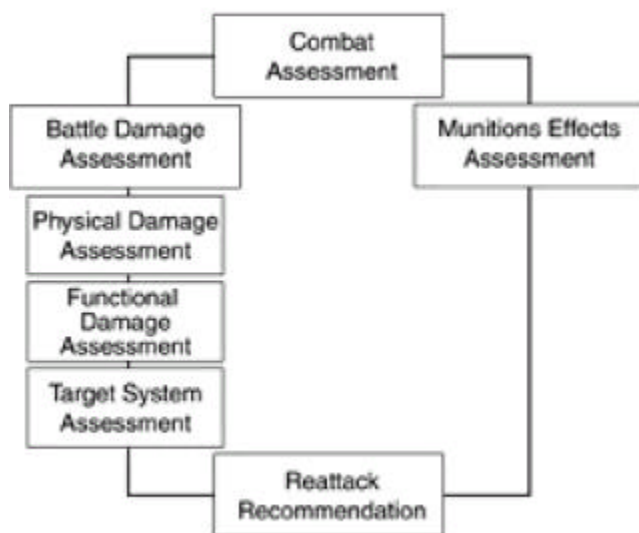 Combat
Assessment
Battle Damage
Assessment
Munitions Effects
Assessment
Physical Damage
Assessment
Functional
Damage
Assessment
Target System
Assessment
Reattack
Recommendation